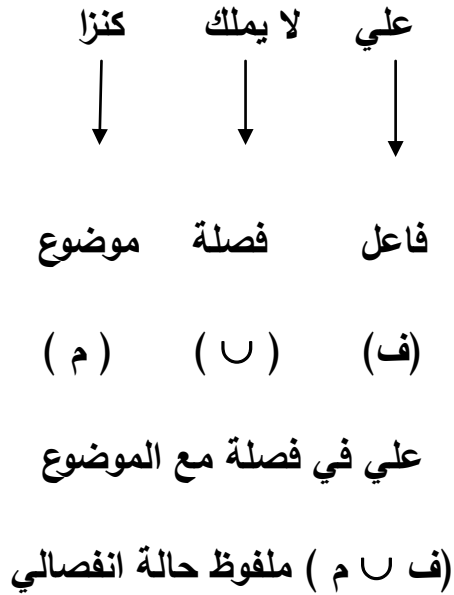 علي لا يملك كنزا
فاعل فصلة موضوع
(ف) ( ∪ ) ( م )
علي في فصلة مع الموضوع
(ف ∪ م ) ملفوظ حالة انفصالي